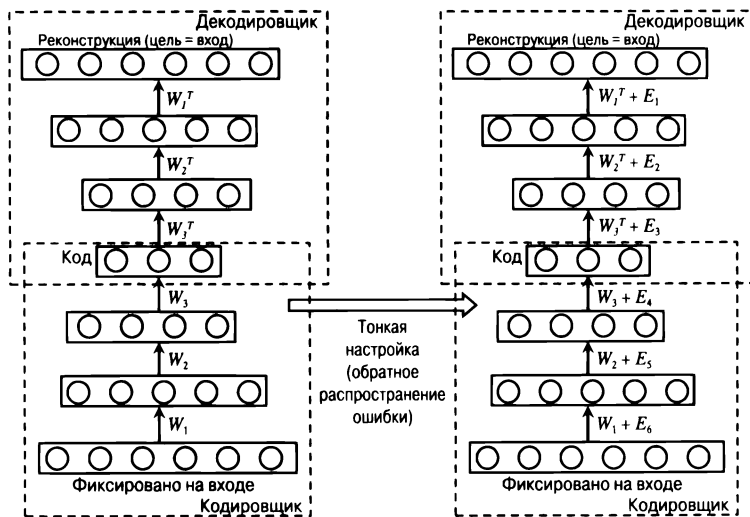 Декодировщик
Реконструкция (цель = вход)
W₁ᵀ
W₂ᵀ
W₃ᵀ
Код
W₃
W₂
W₁
Фиксировано на входе
Кодировщик
Тонкая
настройка
(обратное
распространение
ошибки)
Декодировщик
Реконструкция (цель = вход)
W₁ᵀ + E₁
W₂ᵀ + E₂
W₃ᵀ + E₃
Код
W₃ + E₄
W₂ + E₅
W₁ + E₆
Фиксировано на входе
Кодировщик